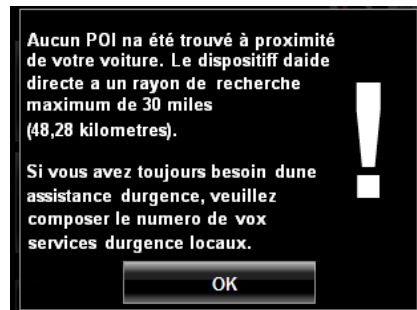 Aucun POI na été trouvé à proximité
de votre voiture. Le dispositiff daide
directe a un rayon de recherche
maximum de 30 miles
(48,28 kilometres).
Si vous avez toujours besoin dune
assistance durgence, veuillez
composer le numero de vox
services durgence locaux.
!
OK